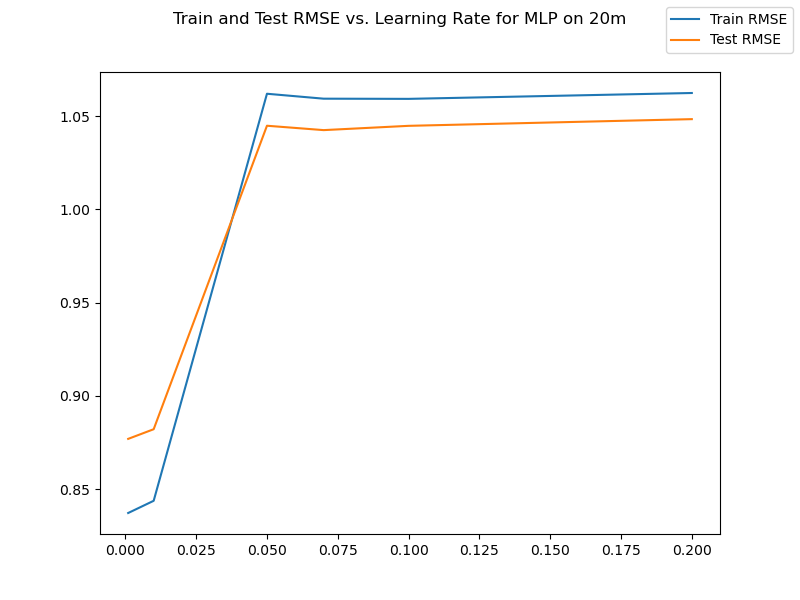 Train and Test RMSE vs. Learning Rate for MLP on 20m
Train RMSE
Test RMSE
1.05
1.00
0.95
0.90
0.85
0.000 0.025 0.050 0.075 0.100 0.125 0.150 0.175 0.200